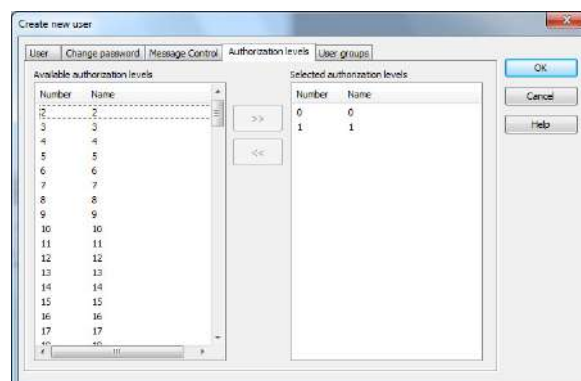 Create new user
User
Change password
Message Control
Authorization levels
User groups
Available authorization levels
Number Name
2 2
3 3
4 4
5 5
6 6
7 7
8 8
9 9
10 10
11 11
12 12
13 13
14 14
15 15
16 16
17 17
>>
<<
Selected authorization levels
Number Name
0 0
1 1
OK
Cancel
Help